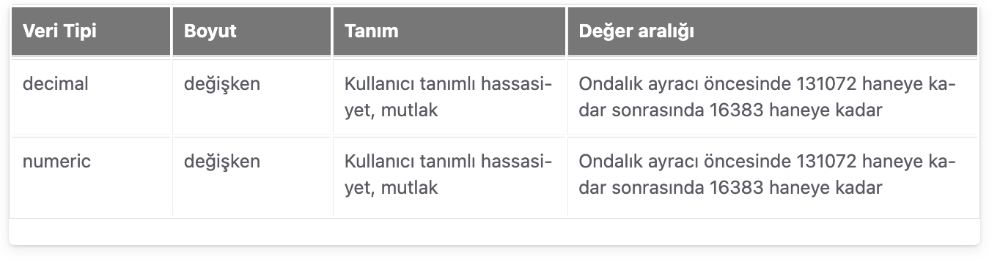 Veri Tipi Boyut Tanım Değer aralığı
decimal değişken Kullanıcı tanımlı hassasi- Ondalık ayracı öncesinde 131072 haneye ka-
yet, mutlak dar sonrasında 16383 haneye kadar
numeric değişken Kullanıcı tanımlı hassasi- Ondalık ayracı öncesinde 131072 haneye ka-
yet, mutlak dar sonrasında 16383 haneye kadar